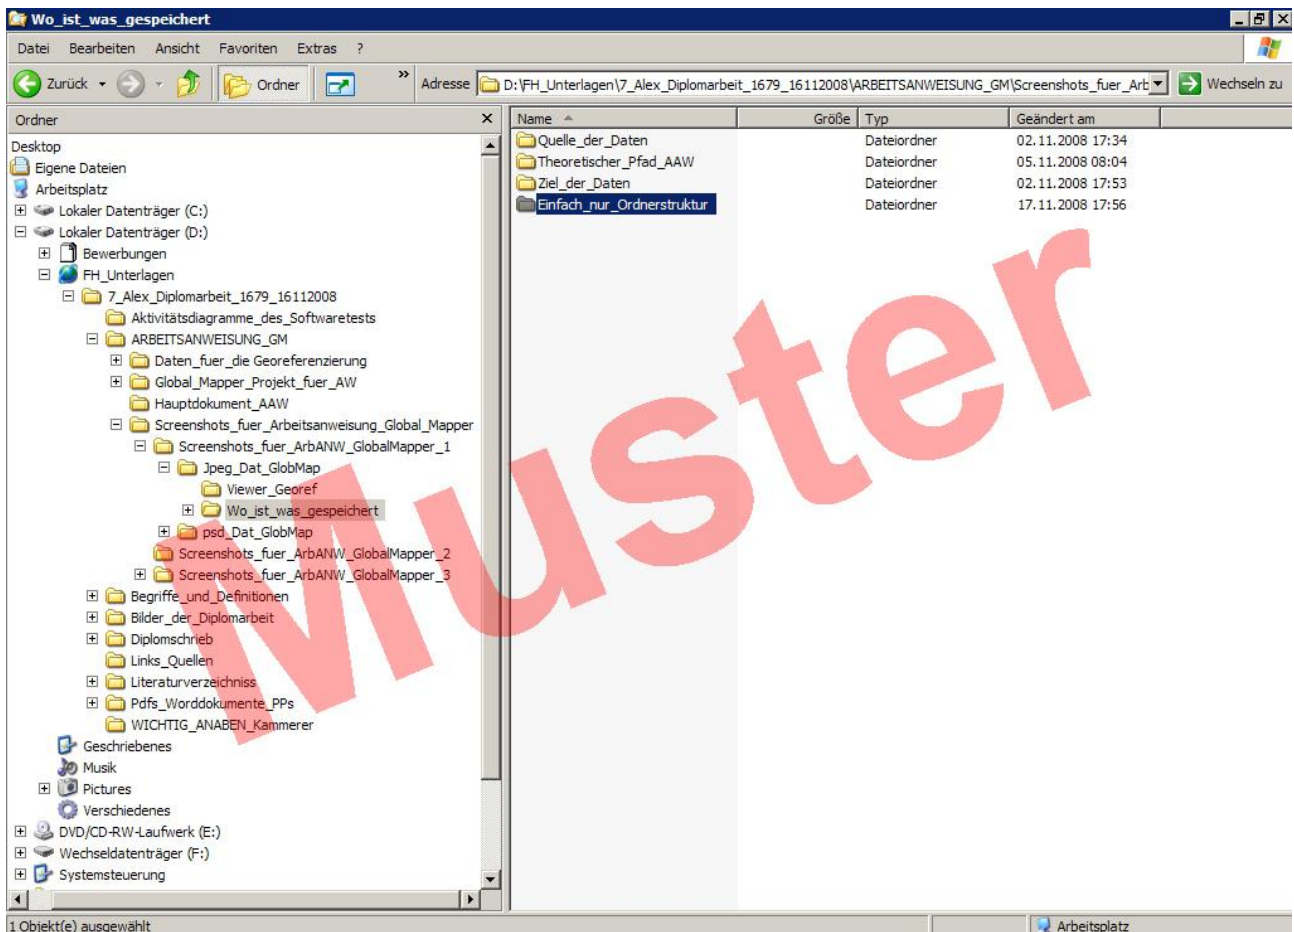 Wo_ist_was_gespeichert
Datei Bearbeiten Ansicht Favoriten Extras ?
Zurück Ordner » Adresse D:\FH_Unterlagen\7_Alex_Diplomarbeit_1679_16112008\ARBEITSANWEISUNG_GM\Screenshots_fuer_Arb Wechseln zu
Ordner
Desktop
Eigene Dateien
Arbeitsplatz
Lokaler Datenträger (C:)
Lokaler Datenträger (D:)
Bewerbungen
FH_Unterlagen
7_Alex_Diplomarbeit_1679_16112008
Aktivitätsdiagramme_des_Softwaretests
ARBEITSANWEISUNG_GM
Daten_fuer_die Georeferenzierung
Global_Mapper_Projekt_fuer_AW
Hauptdokument_AAW
Screenshots_fuer_Arbeitsanweisung_Global_Mapper
Screenshots_fuer_ArbANW_GlobalMapper_1
Jpeg_Dat_GlobMap
Viewer_Georef
Wo_ist_was_gespeichert
psd_Dat_GlobMap
Screenshots_fuer_ArbANW_GlobalMapper_2
Screenshots_fuer_ArbANW_GlobalMapper_3
Begriffe_und_Definitionen
Bilder_der_Diplomarbeit
Diplomschrieb
Links_Quellen
Literaturverzeichniss
Pdfs_Worddokumente_PPs
WICHTIG_ANABEN_Kammerer
Geschriebenes
Musik
Pictures
Verschiedenes
DVD/CD-RW-Laufwerk (E:)
Wechseldatenträger (F:)
Systemsteuerung
Name Größe Typ Geändert am
Quelle_der_Daten Dateiordner 02.11.2008 17:34
Theoretischer_Pfad_AAW Dateiordner 05.11.2008 08:04
Ziel_der_Daten Dateiordner 02.11.2008 17:53
Einfach_nur_Ordnerstruktur Dateiordner 17.11.2008 17:56
Muster
1 Objekt(e) ausgewählt Arbeitsplatz